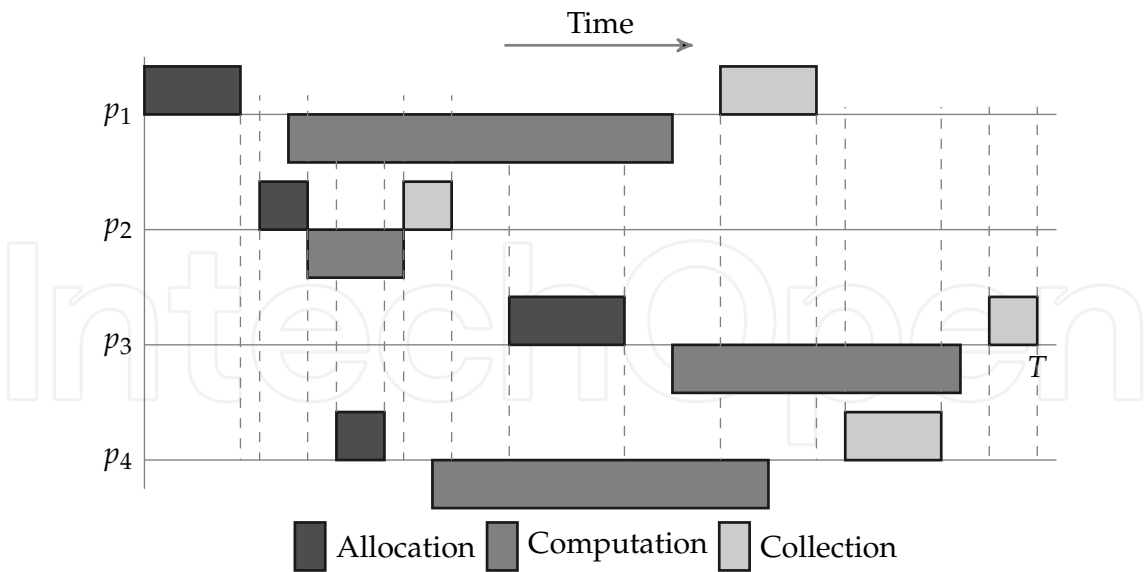 Time
p1
p2
p3
T
p4
IntechOpen
Allocation Computation Collection